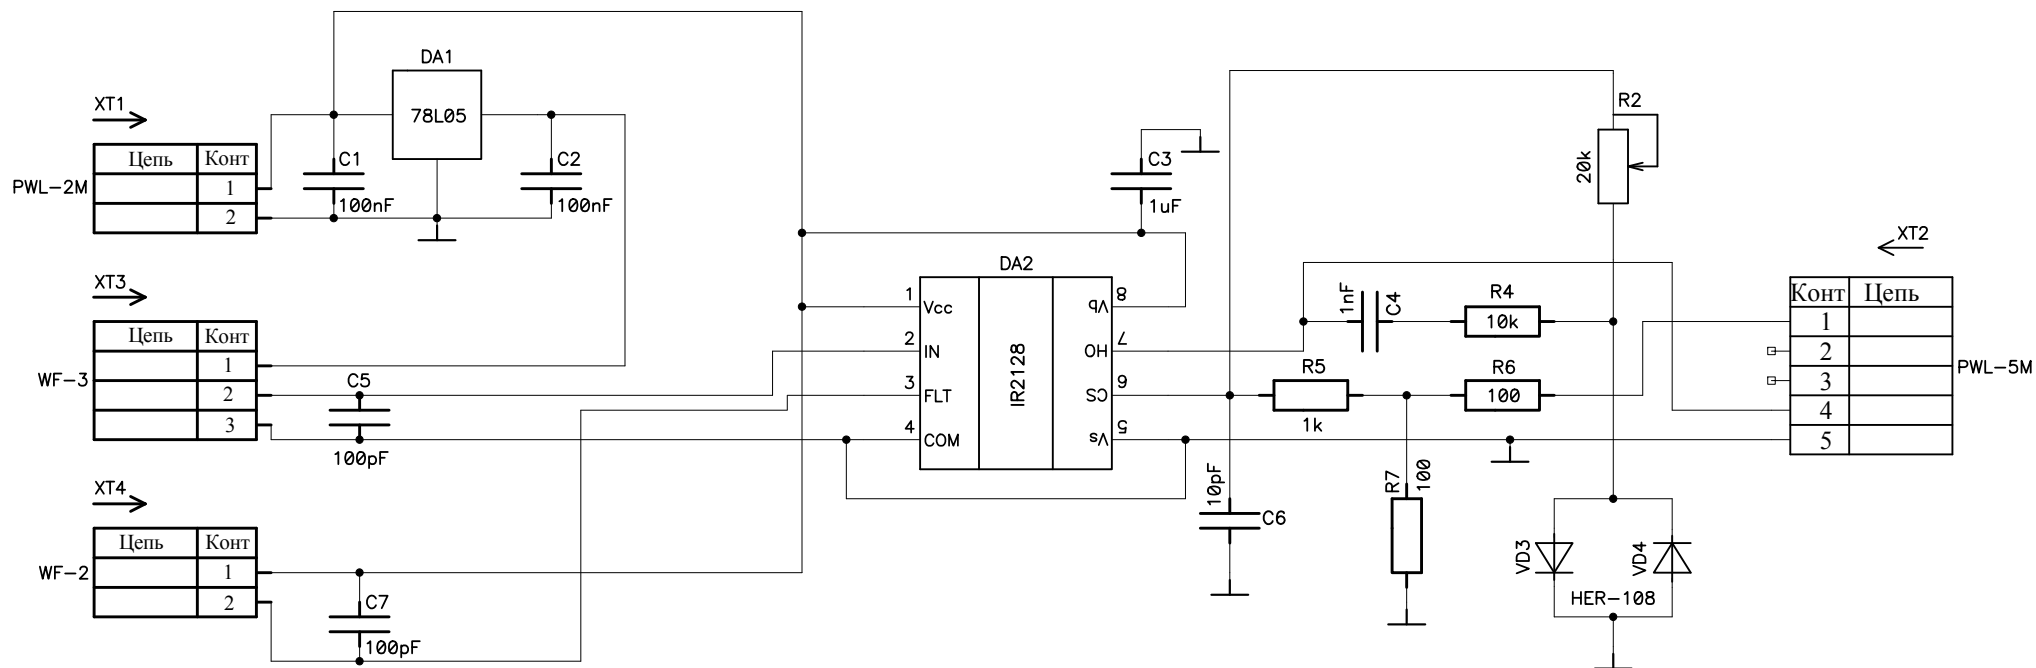 DA1
78L05
XT1
Цепь Конт
1
2
PWL-2M
C1
100nF
C2
100nF
C3
1uF
R2
20k
XT3
Цепь Конт
1
2
3
WF-3
C5
100pF
XT4
Цепь Конт
1
2
WF-2
C7
100pF
DA2
IR2128
1 Vcc
2 IN
3 FLT
4 COM
Vb 8
HO 7
CS 6
Vs 5
1nF
C4
R4
10k
R5
1k
R6
100
R7
100
10pF
C6
VD3
VD4
HER-108
XT2
Конт Цепь
1
2
3
4
5
PWL-5M